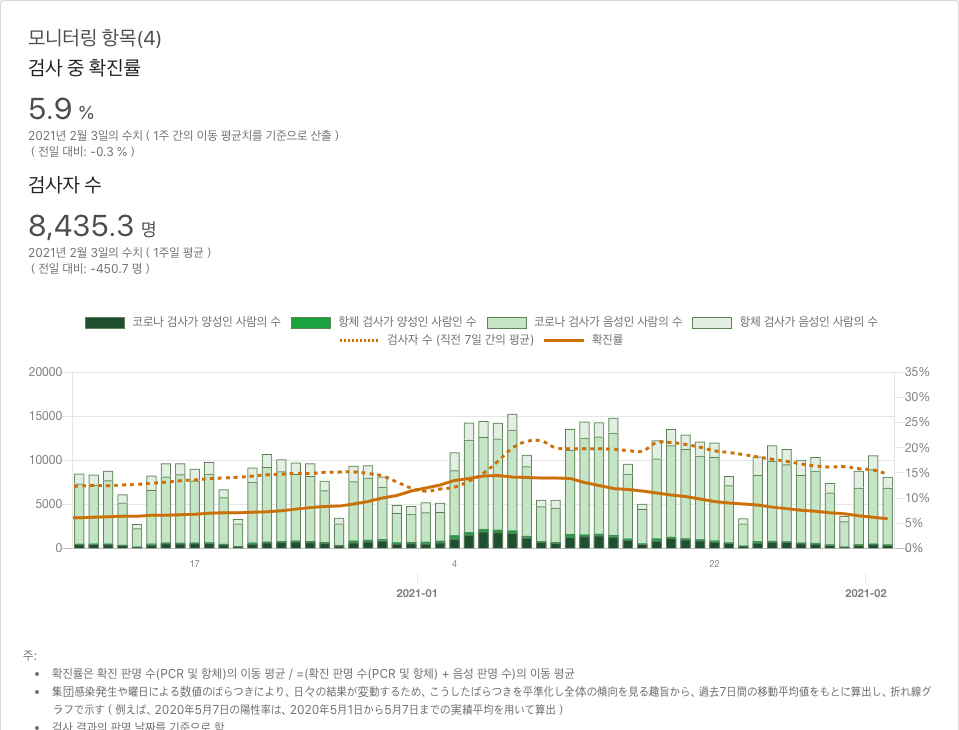 모니터링 항목(4)
검사 중 확진률
5.9 %
2021년 2월 3일의 수치 ( 1주 간의 이동 평균치를 기준으로 산출 )
( 전일 대비: -0.3 % )
검사자 수
8,435.3 명
2021년 2월 3일의 수치 ( 1주일 평균 )
( 전일 대비: -450.7 명 )
코로나 검사가 양성인 사람의 수 항체 검사가 양성인 사람인 수 코로나 검사가 음성인 사람의 수 항체 검사가 음성인 사람의 수
검사자 수 (직전 7일 간의 평균) 확진률
20000 35%
30%
15000 25%
20%
10000 15%
5000 10%
5%
0 0%
17 4 22
2021-01 2021-02
주:
• 확진률은 확진 판명 수(PCR 및 항체)의 이동 평균 / =(확진 판명 수(PCR 및 항체) + 음성 판명 수)의 이동 평균
• 集団感染発生や曜日による数値のばらつきにより、日々の結果が変動するため、こうしたばらつきを平準化し全体の傾向を見る趣旨から、過去7日間の移動平均値をもとに算出し、折れ線グ
ラフで示す ( 例えば、2020年5月7日の陽性率は、2020年5月1日から5月7日までの実績平均を用いて算出 )
• 검사 결과의 판명 날짜를 기준으로 함